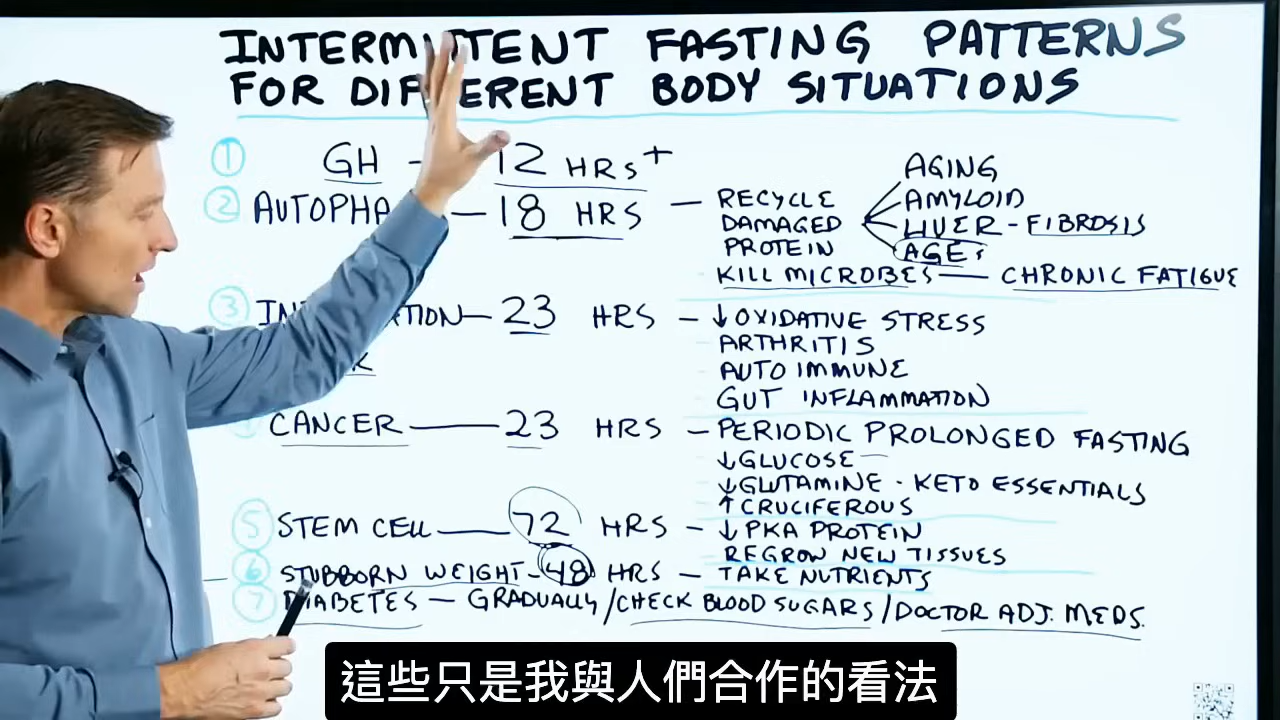 INTERMITTENT FASTING PATTERNS
FOR DIFFERENT BODY SITUATIONS
① GH - 12 HRS+
② AUTOPHA — 18 HRS — RECYCLE DAMAGED PROTEIN
AGING
AMYLOID
LIVER - FIBROSIS
AGEs
KILL MICROBES — CHRONIC FATIGUE
③ 23 HRS - ↓ OXIDATIVE STRESS
ARTHRITIS
AUTO IMMUNE
GUT INFLAMMATION
CANCER — 23 HRS - PERIODIC PROLONGED FASTING
↓GLUCOSE
↓GLUTAMINE - KETO ESSENTIALS
↑CRUCIFEROUS
⑤ STEM CELL — 72 HRS - ↓PKA PROTEIN
REGROW NEW TISSUES
⑥ STUBBORN WEIGHT - 48 HRS - TAKE NUTRIENTS
⑦ DIABETES — GRADUALLY/CHECK BLOOD SUGARS/DOCTOR ADJ. MEDS.
這些只是我與人們合作的看法